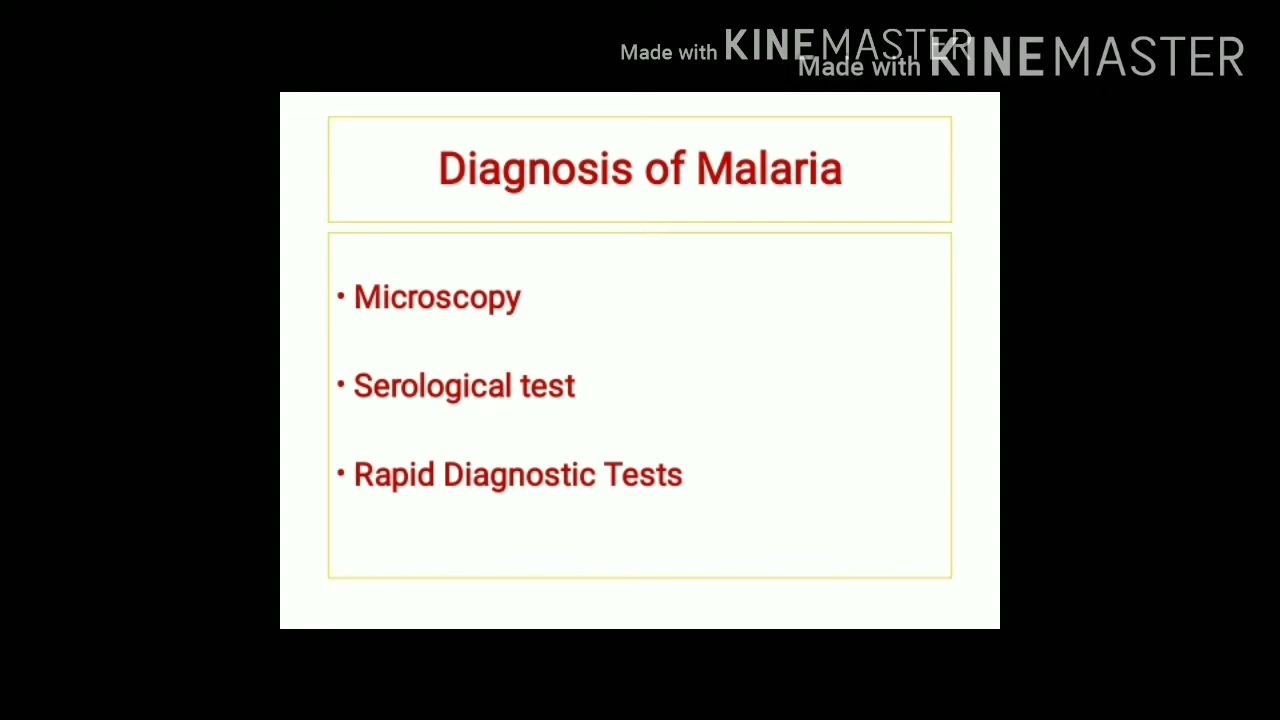 Made with KINEMASTER
Made with KINEMASTER
Diagnosis of Malaria
• Microscopy
• Serological test
• Rapid Diagnostic Tests